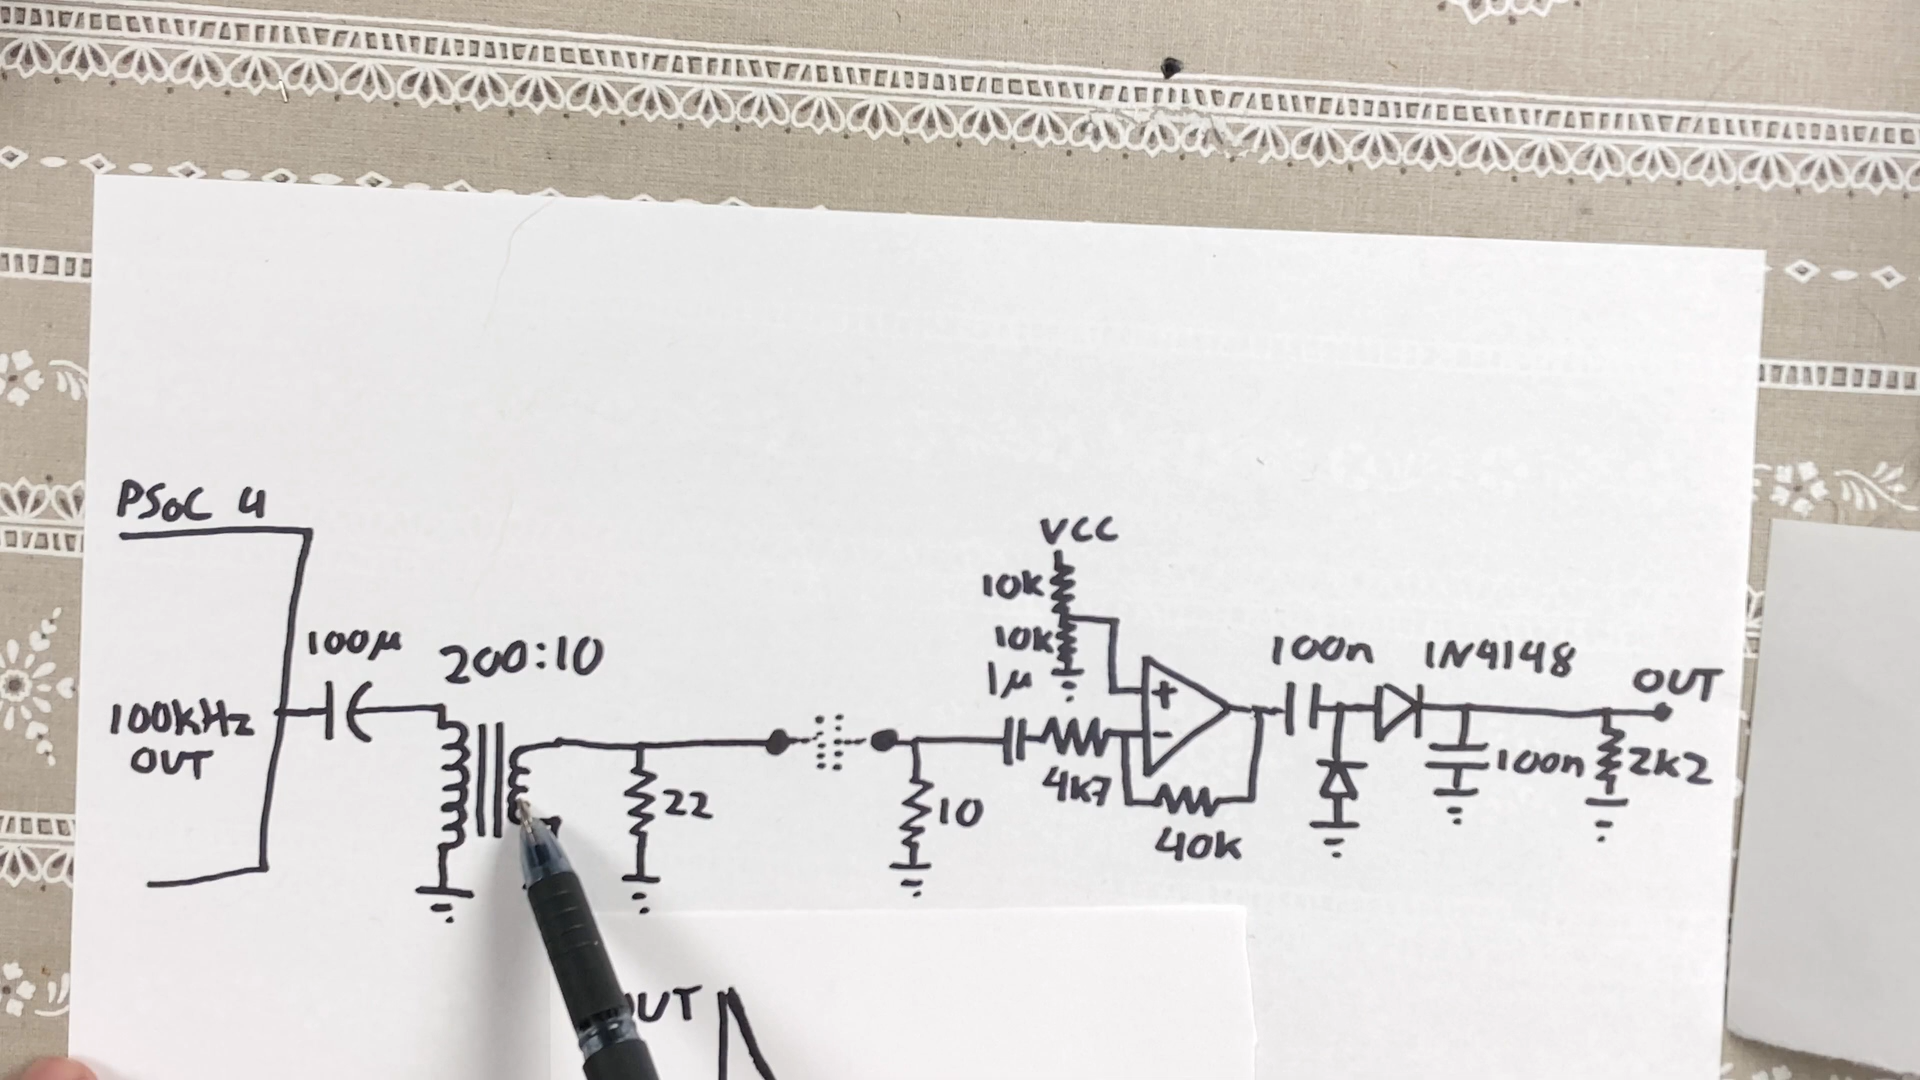 PSoC 4
100kHz
OUT
100µ
200:10
22
10
VCC
10k
10k
1µ
4k7
+
-
40k
100n
1N4148
100n
2k2
OUT
OUT